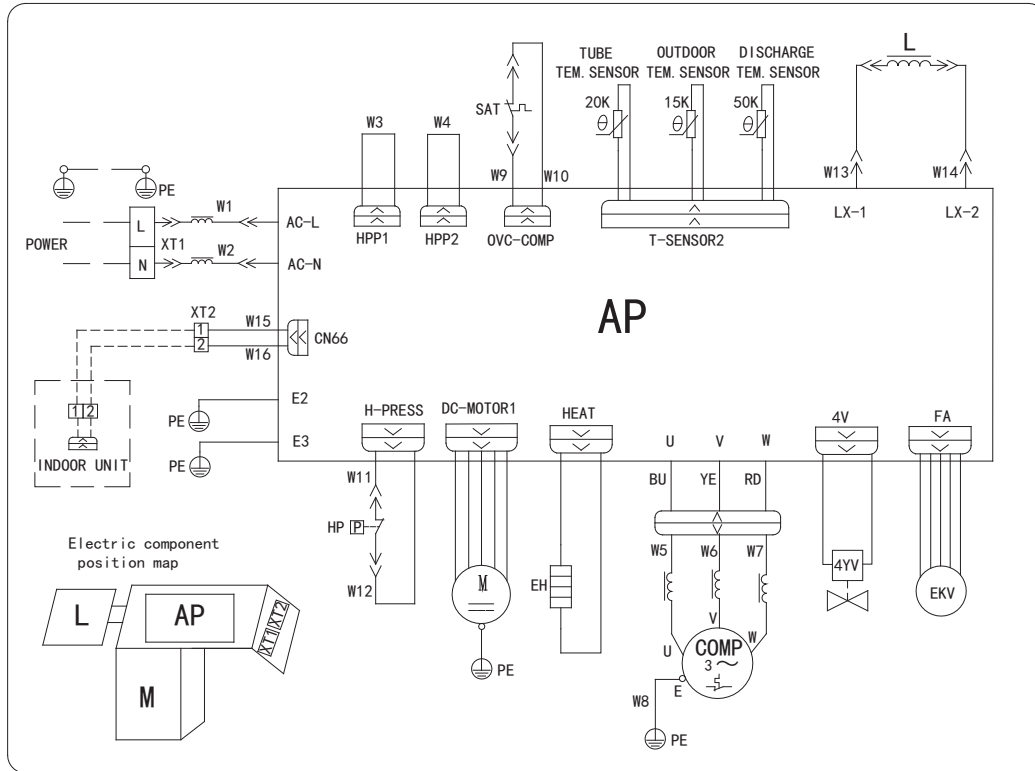 TUBE
TEM. SENSOR
OUTDOOR
TEM. SENSOR
DISCHARGE
TEM. SENSOR
L
20K
θ
15K
θ
50K
θ
SAT
W3
W4
W9
W10
W13
W14
PE
HPP1
HPP2
OVC-COMP
T-SENSOR2
LX-1
LX-2
POWER
L
N
XT1
W1
W2
AC-L
AC-N
AP
XT2
1
2
W15
W16
CN66
1 2
INDOOR UNIT
E2
PE
E3
PE
H-PRESS
DC-MOTOR1
HEAT
U
V
W
4V
FA
BU
YE
RD
W11
HP
P
W12
M
PE
EH
W5
W6
W7
V
U
W
COMP
3
E
W8
PE
4YV
EKV
Electric component
position map
L
AP
XT1 XT2
M